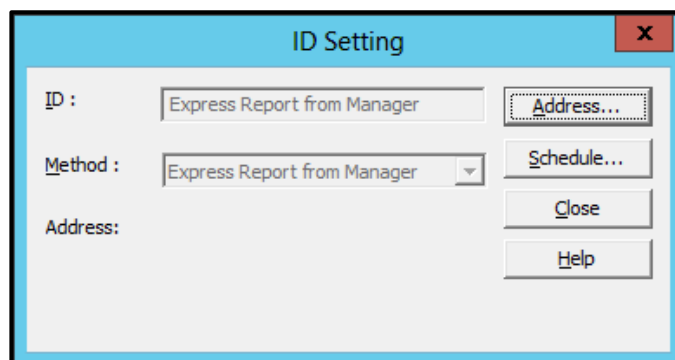 ID Setting
x
ID :
Express Report from Manager
Address...
Method :
Express Report from Manager
Schedule...
Address:
Close
Help